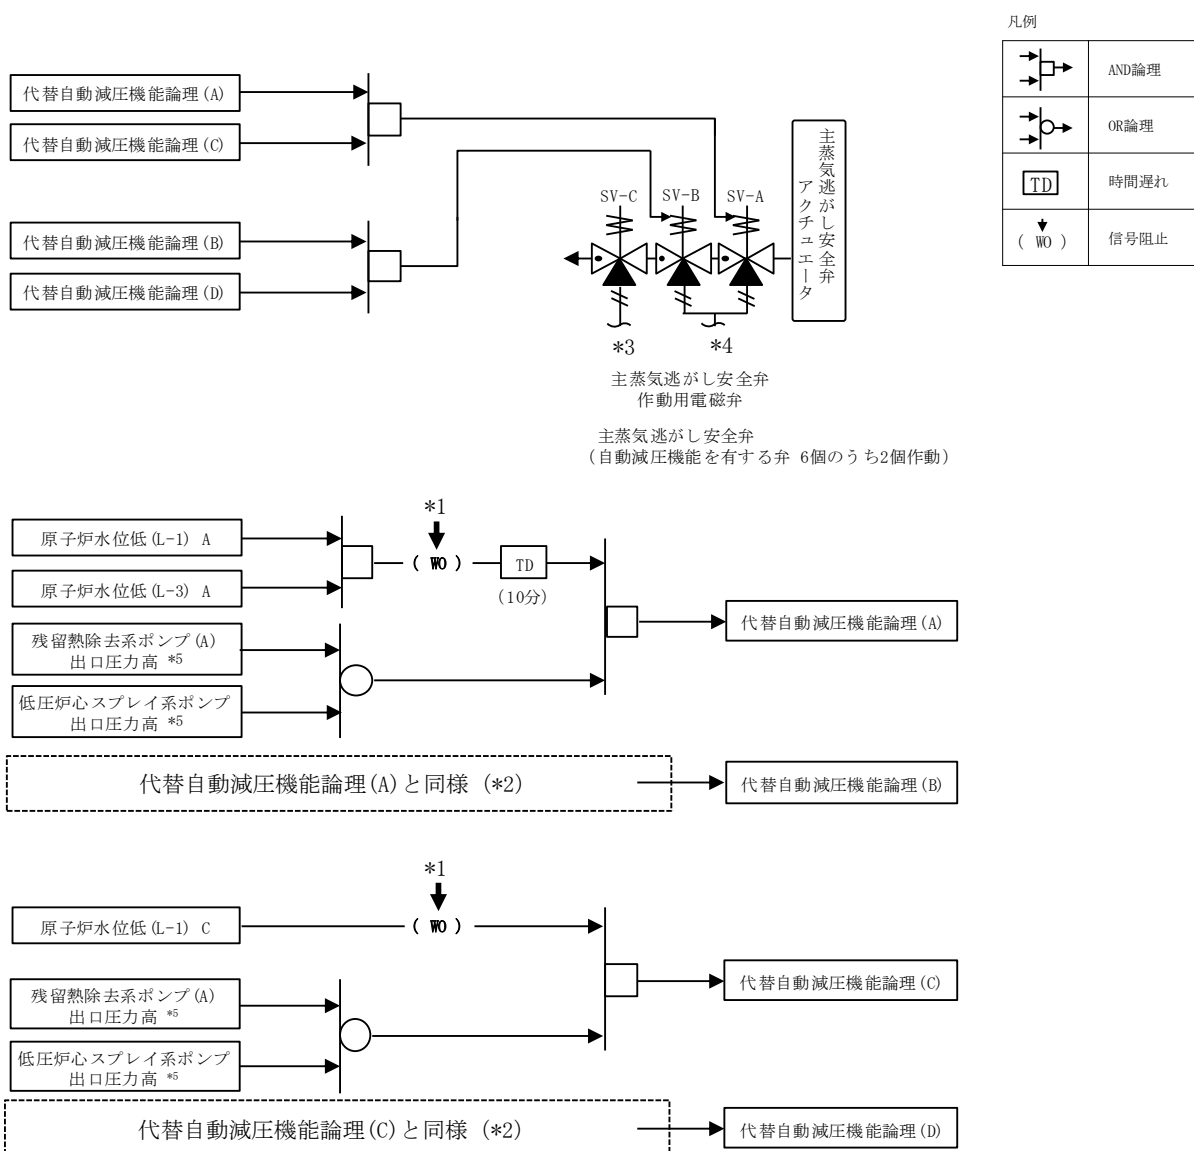 凡例
AND論理
OR論理
TD
時間遅れ
( WO )
信号阻止
代替自動減圧機能論理(A)
代替自動減圧機能論理(C)
代替自動減圧機能論理(B)
代替自動減圧機能論理(D)
SV-C
SV-B
SV-A
主蒸気逃がし安全弁
アクチュエータ
*3
*4
主蒸気逃がし安全弁
作動用電磁弁
主蒸気逃がし安全弁
(自動減圧機能を有する弁 6個のうち2個作動)
*1
原子炉水位低(L-1) A
( WO )
TD
(10分)
原子炉水位低(L-3) A
残留熱除去系ポンプ(A)
出口圧力高 *5
低圧炉心スプレイ系ポンプ
出口圧力高 *5
代替自動減圧機能論理(A)
代替自動減圧機能論理(A)と同様 (*2)
代替自動減圧機能論理(B)
*1
原子炉水位低(L-1) C
( WO )
残留熱除去系ポンプ(A)
出口圧力高 *5
低圧炉心スプレイ系ポンプ
出口圧力高 *5
代替自動減圧機能論理(C)
代替自動減圧機能論理(C)と同様 (*2)
代替自動減圧機能論理(D)